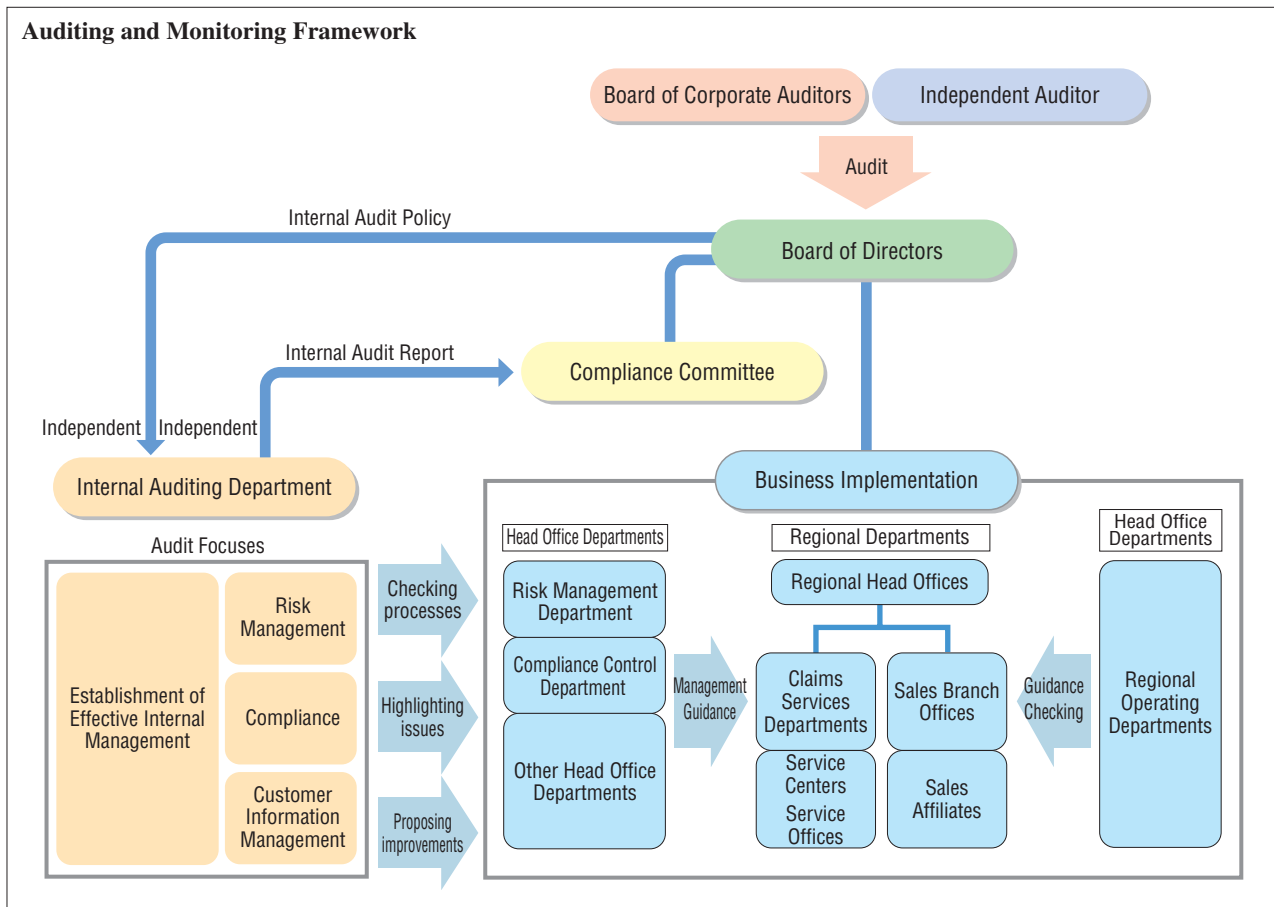 Auditing and Monitoring Framework
Board of Corporate Auditors
Independent Auditor
Audit
Internal Audit Policy
Board of Directors
Internal Audit Report
Compliance Committee
Independent
Independent
Internal Auditing Department
Business Implementation
Audit Focuses
Establishment of
Effective Internal
Management
Risk
Management
Compliance
Customer
Information
Management
Checking
processes
Highlighting
issues
Proposing
improvements
Head Office Departments
Risk Management
Department
Compliance Control
Department
Other Head Office
Departments
Management
Guidance
Regional Departments
Regional Head Offices
Claims
Services
Departments
Service
Centers
Service
Offices
Sales Branch
Offices
Sales
Affiliates
Guidance
Checking
Head Office
Departments
Regional
Operating
Departments